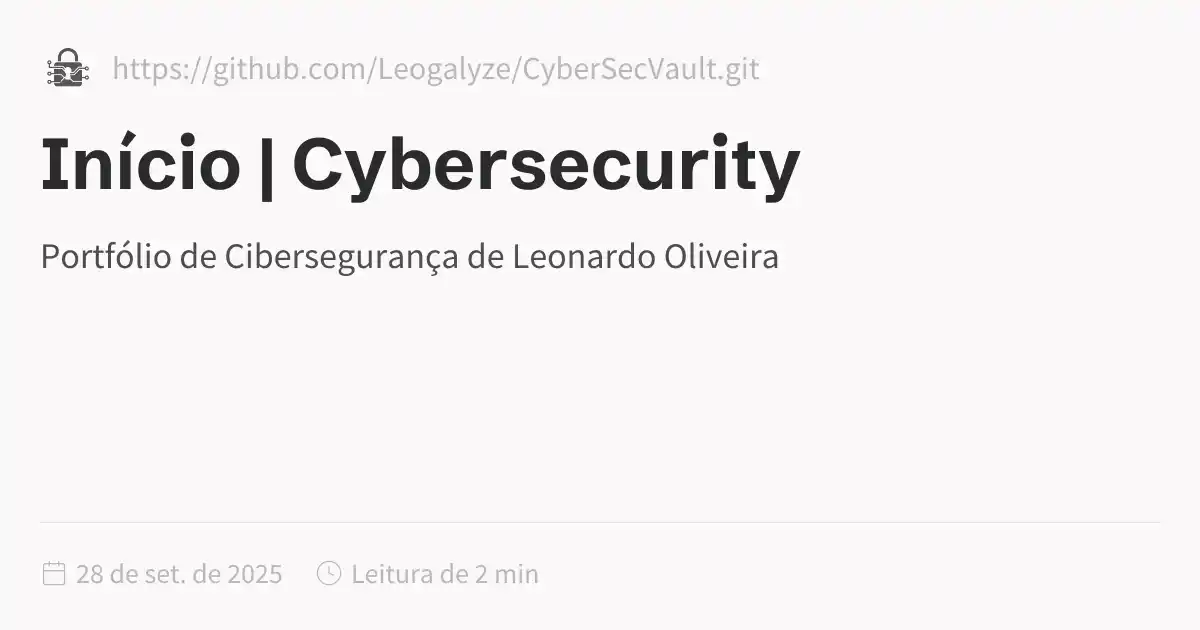 https://github.com/Leogalyze/CyberSecVault.git
Início | Cybersecurity
Portfólio de Cibersegurança de Leonardo Oliveira
28 de set. de 2025 Leitura de 2 min